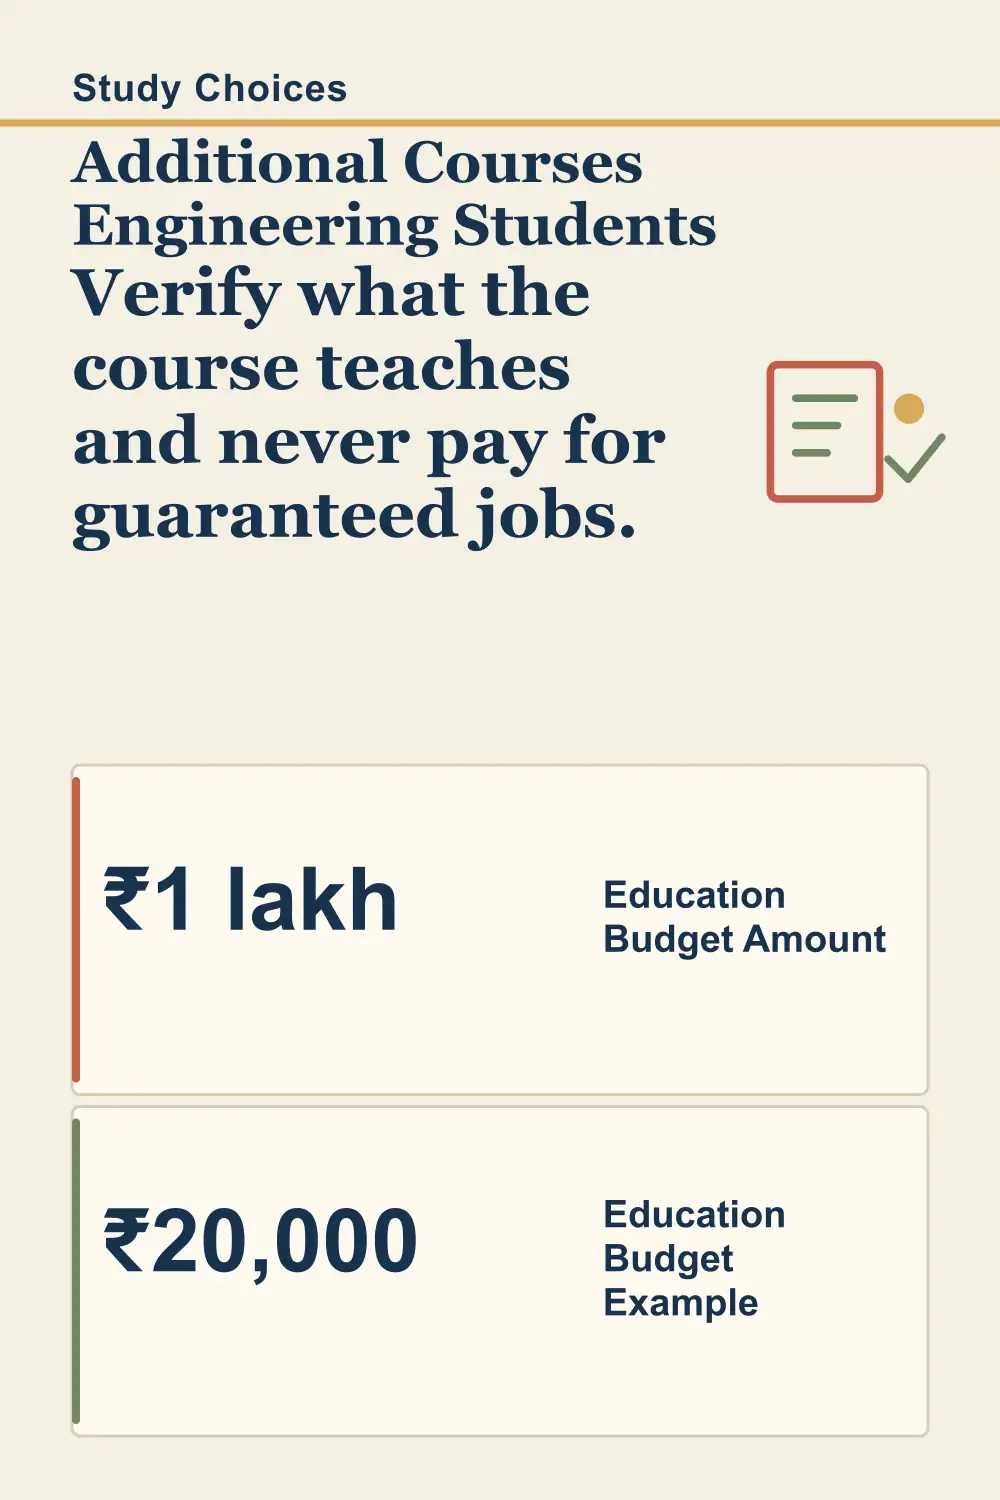 Study Choices
Additional Courses
Engineering Students
Verify what the
course teaches
and never pay for
guaranteed jobs.
₹1 lakh
Education
Budget Amount
₹20,000
Education
Budget
Example